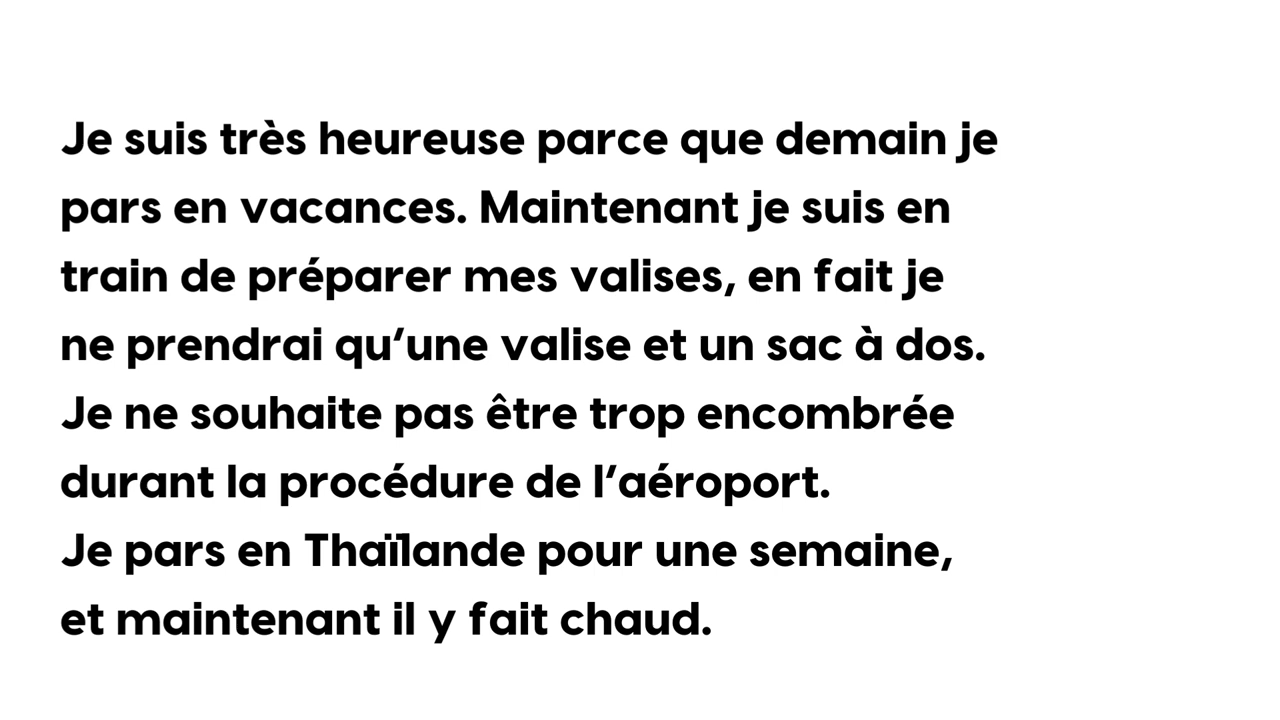 Je suis très heureuse parce que demain je
pars en vacances. Maintenant je suis en
train de préparer mes valises, en fait je
ne prendrai qu’une valise et un sac à dos.
Je ne souhaite pas être trop encombrée
durant la procédure de l’aéroport.
Je pars en Thaïlande pour une semaine,
et maintenant il y fait chaud.